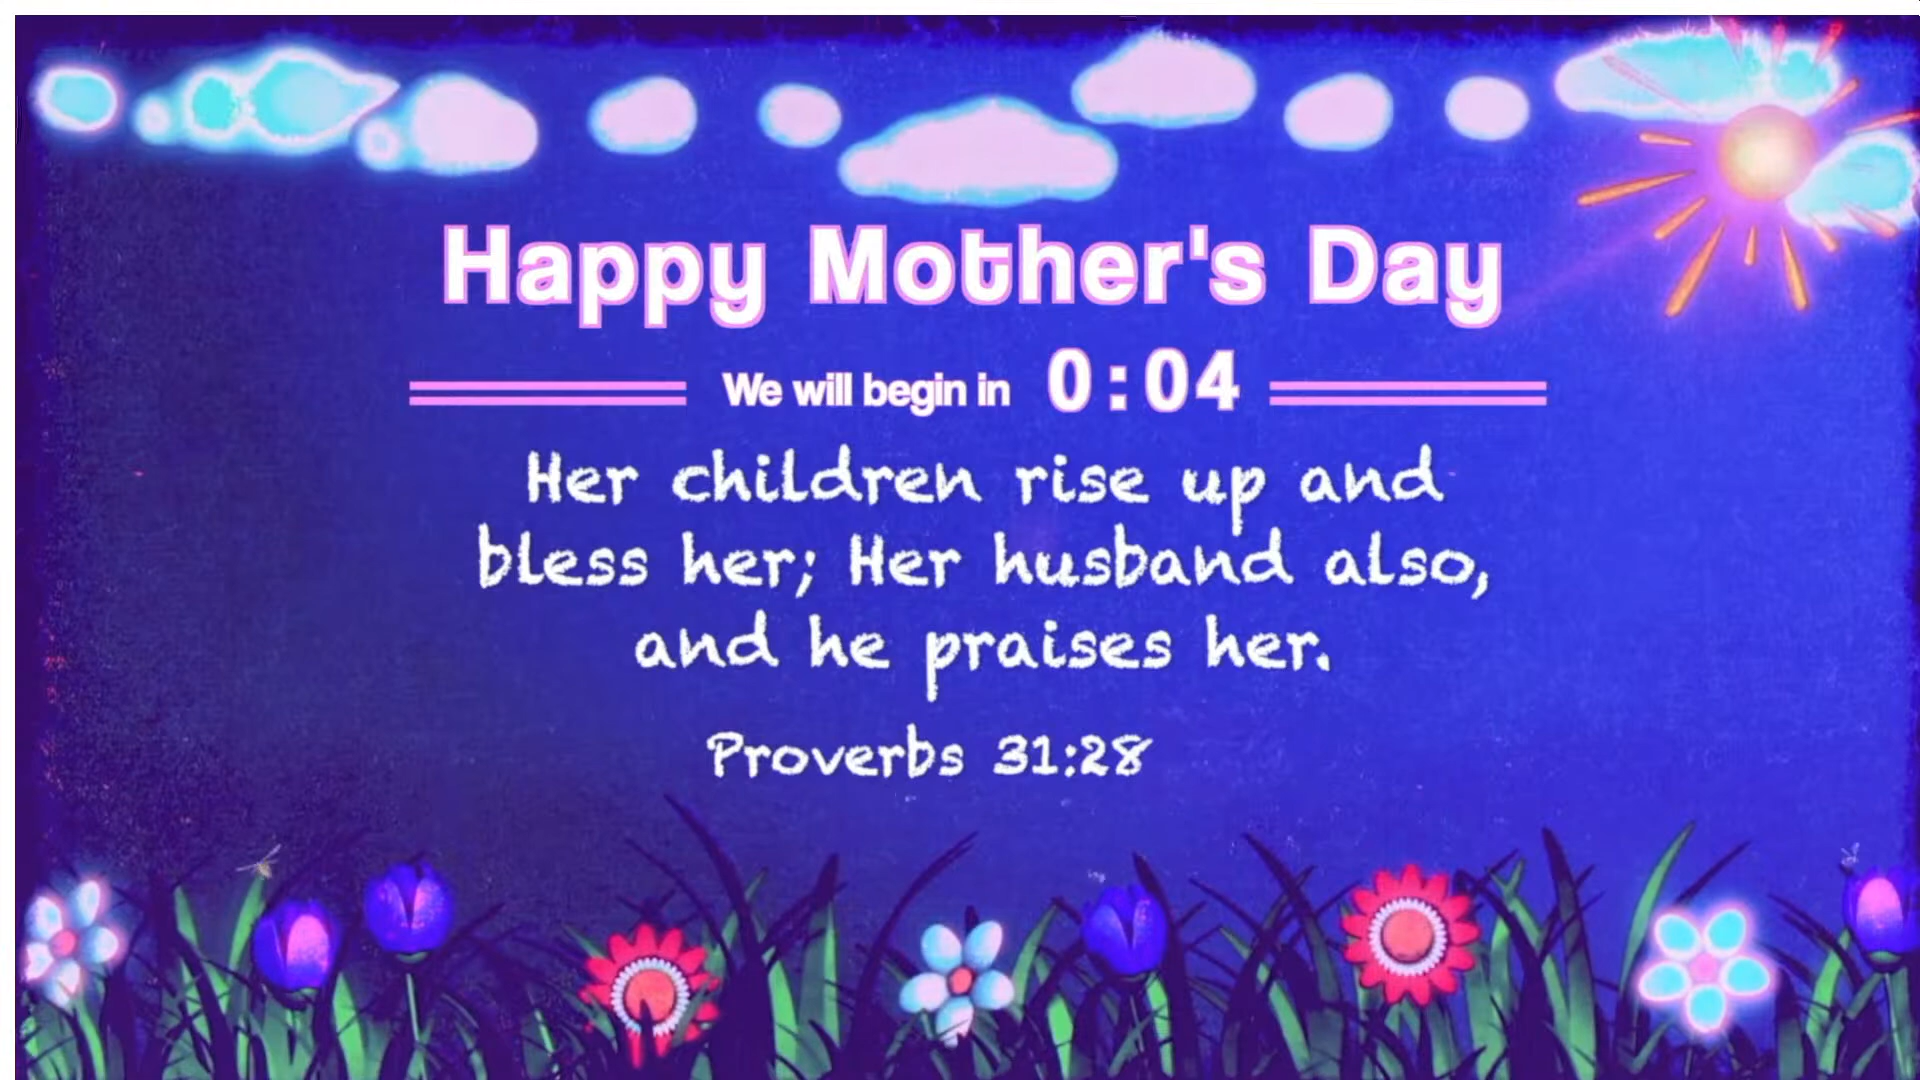 Happy Mother's Day
We will begin in 0:04
Her children rise up and
bless her; Her husband also,
and he praises her.
Proverbs 31:28